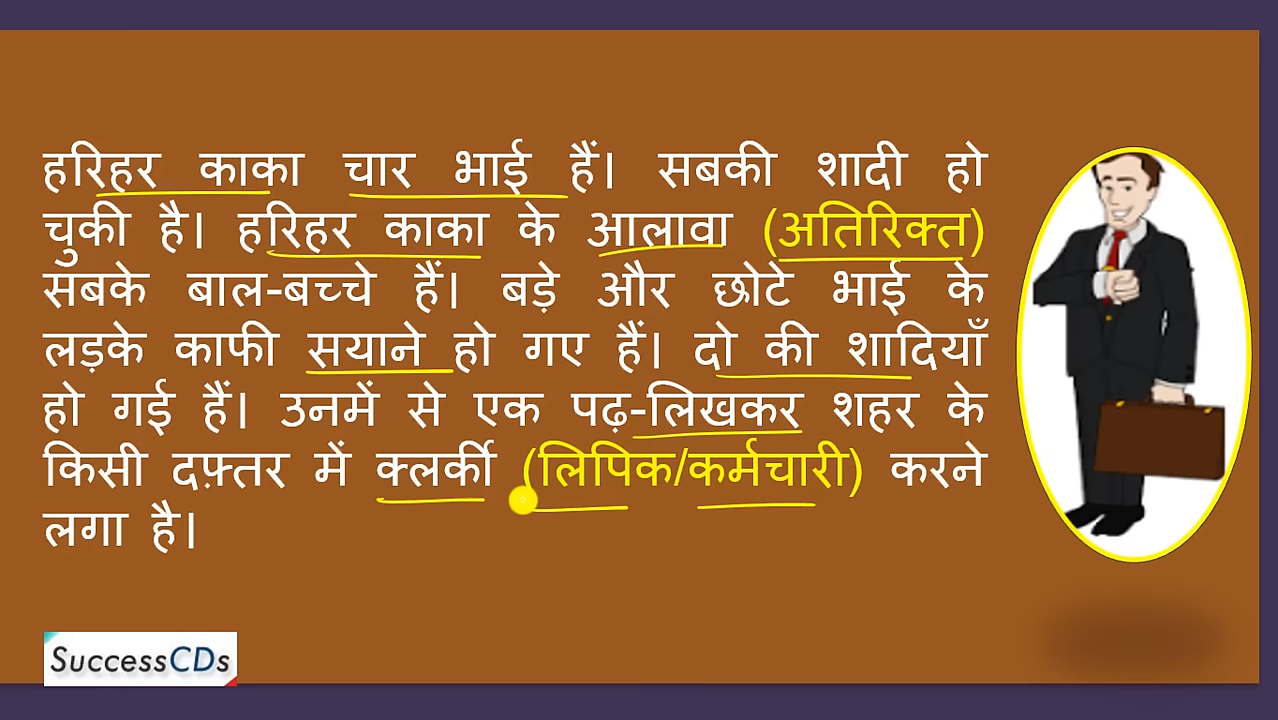 हरिहर काका चार भाई हैं। सबकी शादी हो
चुकी है। हरिहर काका के आलावा (अतिरिक्त)
सबके बाल-बच्चे हैं। बड़े और छोटे भाई के
लड़के काफी सयाने हो गए हैं। दो की शादियाँ
हो गई हैं। उनमें से एक पढ़-लिखकर शहर के
किसी दफ़्तर में क्लर्की (लिपिक/कर्मचारी) करने
लगा है।
SuccessCDs